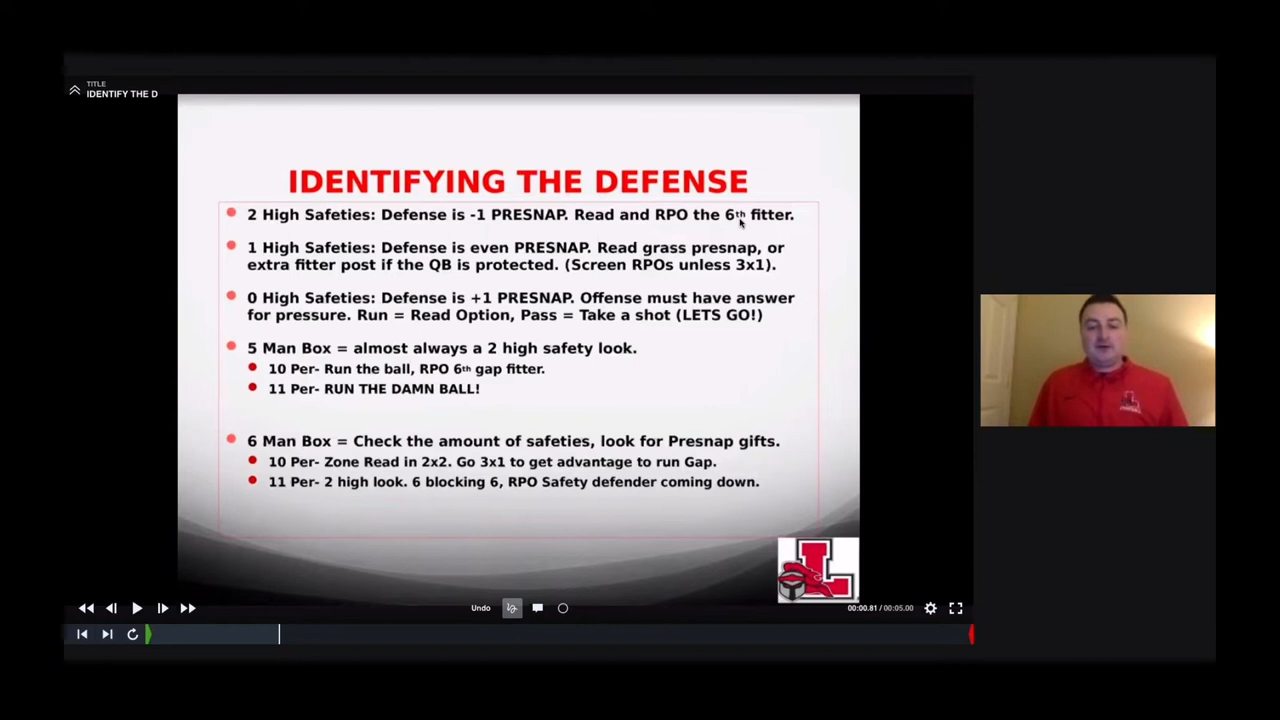 TITLE
IDENTIFY THE D
IDENTIFYING THE DEFENSE
2 High Safeties: Defense is -1 PRESNAP. Read and RPO the 6th fitter.
1 High Safeties: Defense is even PRESNAP. Read grass presnap, or
extra fitter post if the QB is protected. (Screen RPOs unless 3x1).
0 High Safeties: Defense is +1 PRESNAP. Offense must have answer
for pressure. Run = Read Option, Pass = Take a shot (LETS GO!)
5 Man Box = almost always a 2 high safety look.
10 Per- Run the ball, RPO 6th gap fitter.
11 Per- RUN THE DAMN BALL!
6 Man Box = Check the amount of safeties, look for Presnap gifts.
10 Per- Zone Read in 2x2. Go 3x1 to get advantage to run Gap.
11 Per- 2 high look. 6 blocking 6, RPO Safety defender coming down.
L
Undo
00:00.81 / 00:05.00